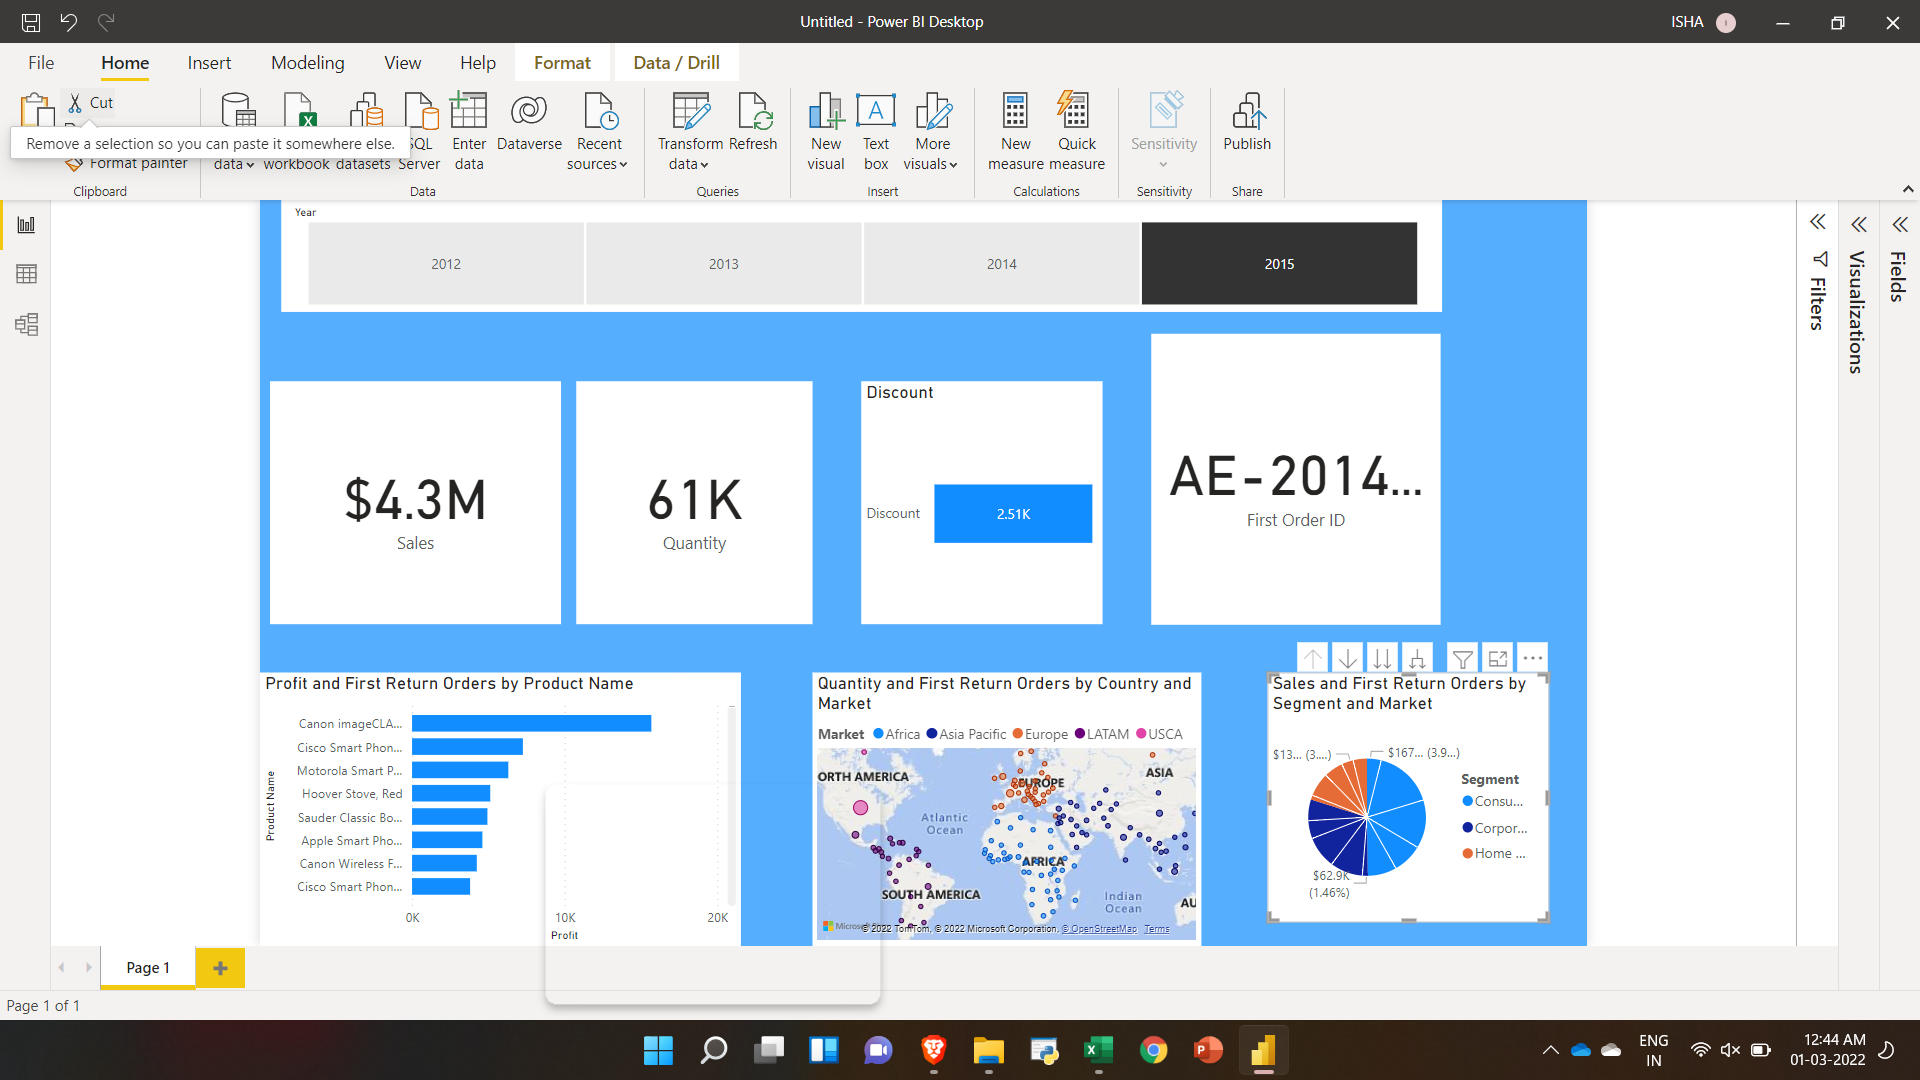 Untitled - Power BI Desktop
ISHA
File Home Insert Modeling View Help Format Data / Drill
Cut
Remove a selection so you can paste it somewhere else.
Format painter
Clipboard
data
workbook
datasets
SQL
Server
Enter
data
Dataverse
Recent
sources
Data
Transform
data
Refresh
Queries
New
visual
Text
box
More
visuals
Insert
New
measure
Quick
measure
Calculations
Sensitivity
Sensitivity
Publish
Share
Year
2012 2013 2014 2015
Filters
Visualizations
Fields
$4.3M
Sales
61K
Quantity
Discount
Discount
2.51K
AE-2014...
First Order ID
Profit and First Return Orders by Product Name
Product Name
Canon imageCLA...
Cisco Smart Phon...
Motorola Smart P...
Hoover Stove, Red
Sauder Classic Bo...
Apple Smart Pho...
Canon Wireless F...
Cisco Smart Phon...
0K 10K 20K
Profit
Quantity and First Return Orders by Country and
Market
Market Africa Asia Pacific Europe LATAM USCA
ORTH AMERICA
EUROPE
ASIA
Atlantic
Ocean
AFRICA
SOUTH AMERICA
Indian
Ocean
AU
© 2022 TomTom, © 2022 Microsoft Corporation, © OpenStreetMap Terms
Sales and First Return Orders by
Segment and Market
$13... (3....)
$167... (3.9...)
$62.9K
(1.46%)
Segment
Consu...
Corpor...
Home ...
Page 1
Page 1 of 1
ENG
IN
12:44 AM
01-03-2022